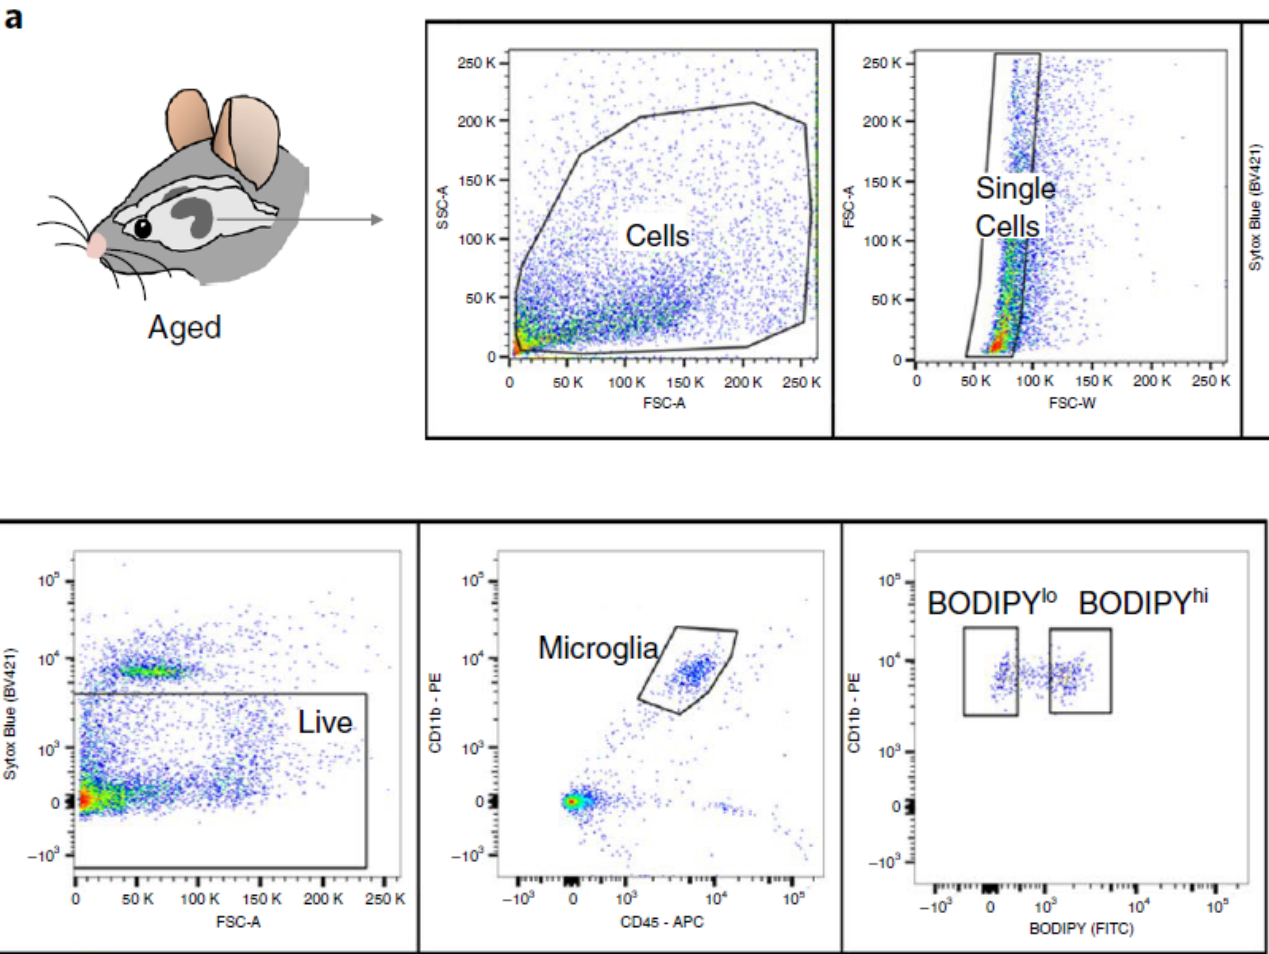 a
Aged
250 K
200 K
150 K
100 K
50 K
0
SSC-A
Cells
0 50 K 100 K 150 K 200 K 250 K
FSC-A
250 K
200 K
150 K
100 K
50 K
0
FSC-A
Single
Cells
0 50 K 100 K 150 K 200 K 250 K
FSC-W
Sytox Blue (BV421)
10⁵
10⁴
10³
0
−10³
Sytox Blue (BV421)
Live
0 50 K 100 K 150 K 200 K 250 K
FSC-A
10⁵
10⁴
10³
0
−10³
CD11b - PE
Microglia
−10³ 0 10³ 10⁴ 10⁵
CD45 - APC
10⁵
10⁴
10³
0
−10³
CD11b - PE
BODIPYˡᵒ BODIPYʰⁱ
−10³ 0 10³ 10⁴ 10⁵
BODIPY (FITC)